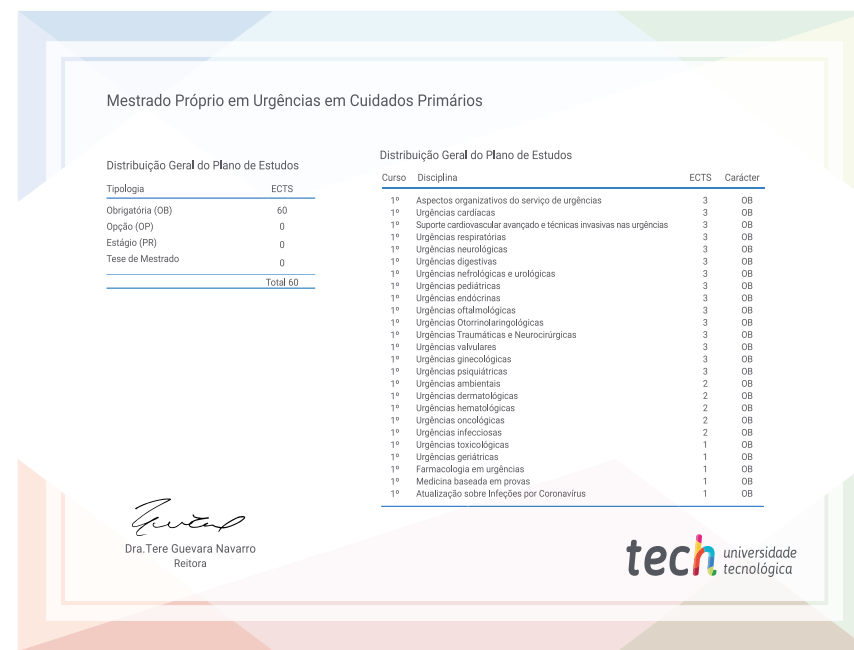 Mestrado Próprio em Urgências em Cuidados Primários
Distribuição Geral do Plano de Estudos
Tipologia ECTS
Obrigatória (OB) 60
Opção (OP) 0
Estágio (PR) 0
Tese de Mestrado 0
Total 60
Distribuição Geral do Plano de Estudos
Curso Disciplina ECTS Carácter
1º Aspectos organizativos do serviço de urgências 3 OB
1º Urgências cardíacas 3 OB
1º Suporte cardiovascular avançado e técnicas invasivas nas urgências 3 OB
1º Urgências respiratórias 3 OB
1º Urgências neurológicas 3 OB
1º Urgências digestivas 3 OB
1º Urgências nefrológicas e urológicas 3 OB
1º Urgências pediátricas 3 OB
1º Urgências endócrinas 3 OB
1º Urgências oftalmológicas 3 OB
1º Urgências Otorrinolaringológicas 3 OB
1º Urgências Traumáticas e Neurocirúrgicas 3 OB
1º Urgências valvulares 3 OB
1º Urgências ginecológicas 3 OB
1º Urgências psiquiátricas 3 OB
1º Urgências ambientais 2 OB
1º Urgências dermatológicas 2 OB
1º Urgências hematológicas 2 OB
1º Urgências oncológicas 2 OB
1º Urgências infecciosas 2 OB
1º Urgências toxicológicas 1 OB
1º Urgências geriátricas 1 OB
1º Farmacologia em urgências 1 OB
1º Medicina baseada em provas 1 OB
1º Atualização sobre Infeções por Coronavírus 1 OB
Dra.Tere Guevara Navarro
Reitora
tech universidade
tecnológica